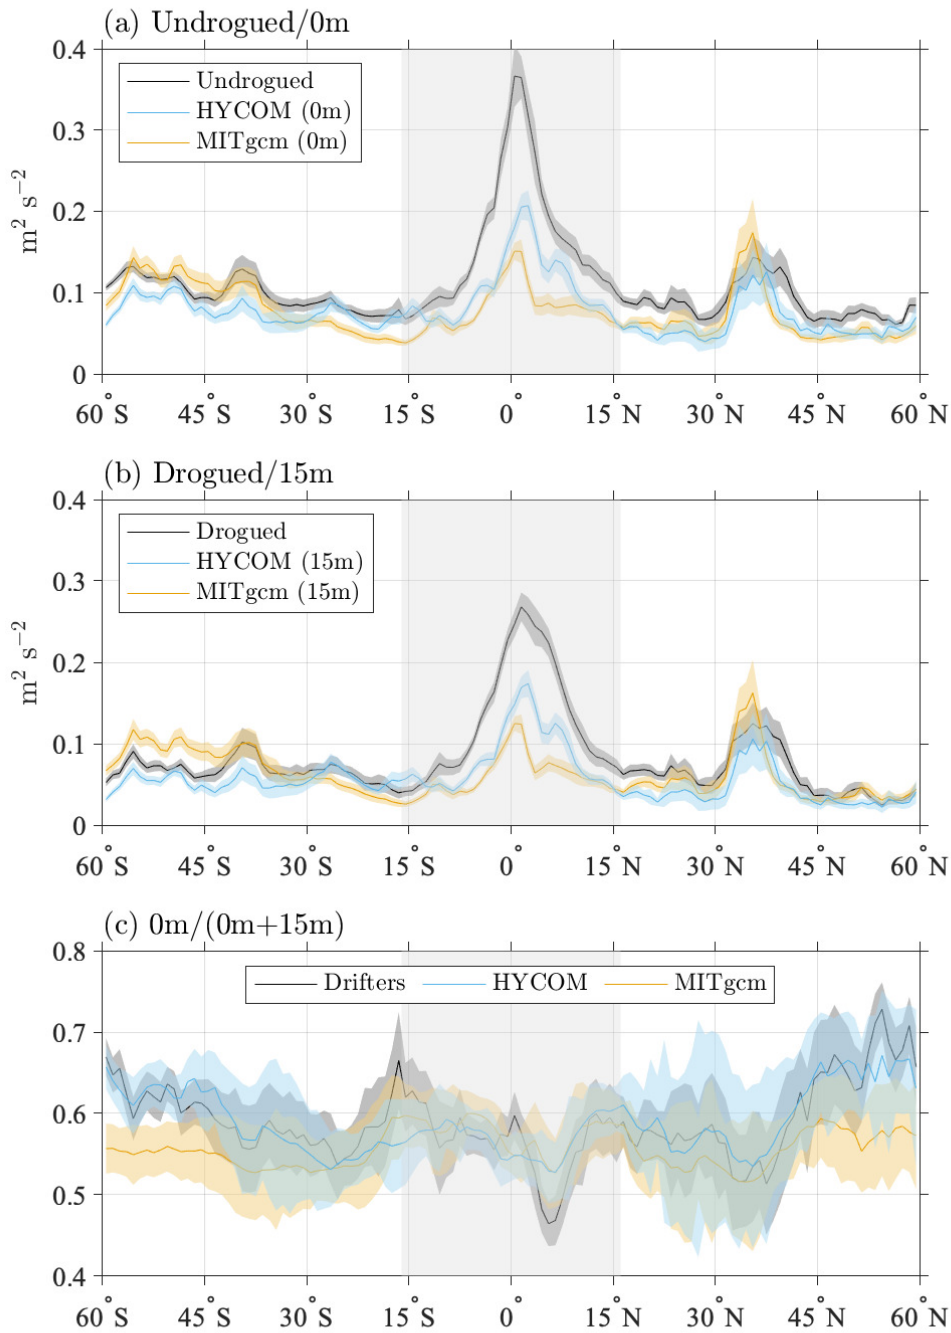 (a) Undrogued/0m
0.4
0.3
0.2
0.1
0
m² s⁻²
Undrogued
HYCOM (0m)
MITgcm (0m)
60°S 45°S 30°S 15°S 0° 15°N 30°N 45°N 60°N
(b) Drogued/15m
0.4
0.3
0.2
0.1
0
m² s⁻²
Drogued
HYCOM (15m)
MITgcm (15m)
60°S 45°S 30°S 15°S 0° 15°N 30°N 45°N 60°N
(c) 0m/(0m+15m)
0.8
0.7
0.6
0.5
0.4
Drifters HYCOM MITgcm
60°S 45°S 30°S 15°S 0° 15°N 30°N 45°N 60°N